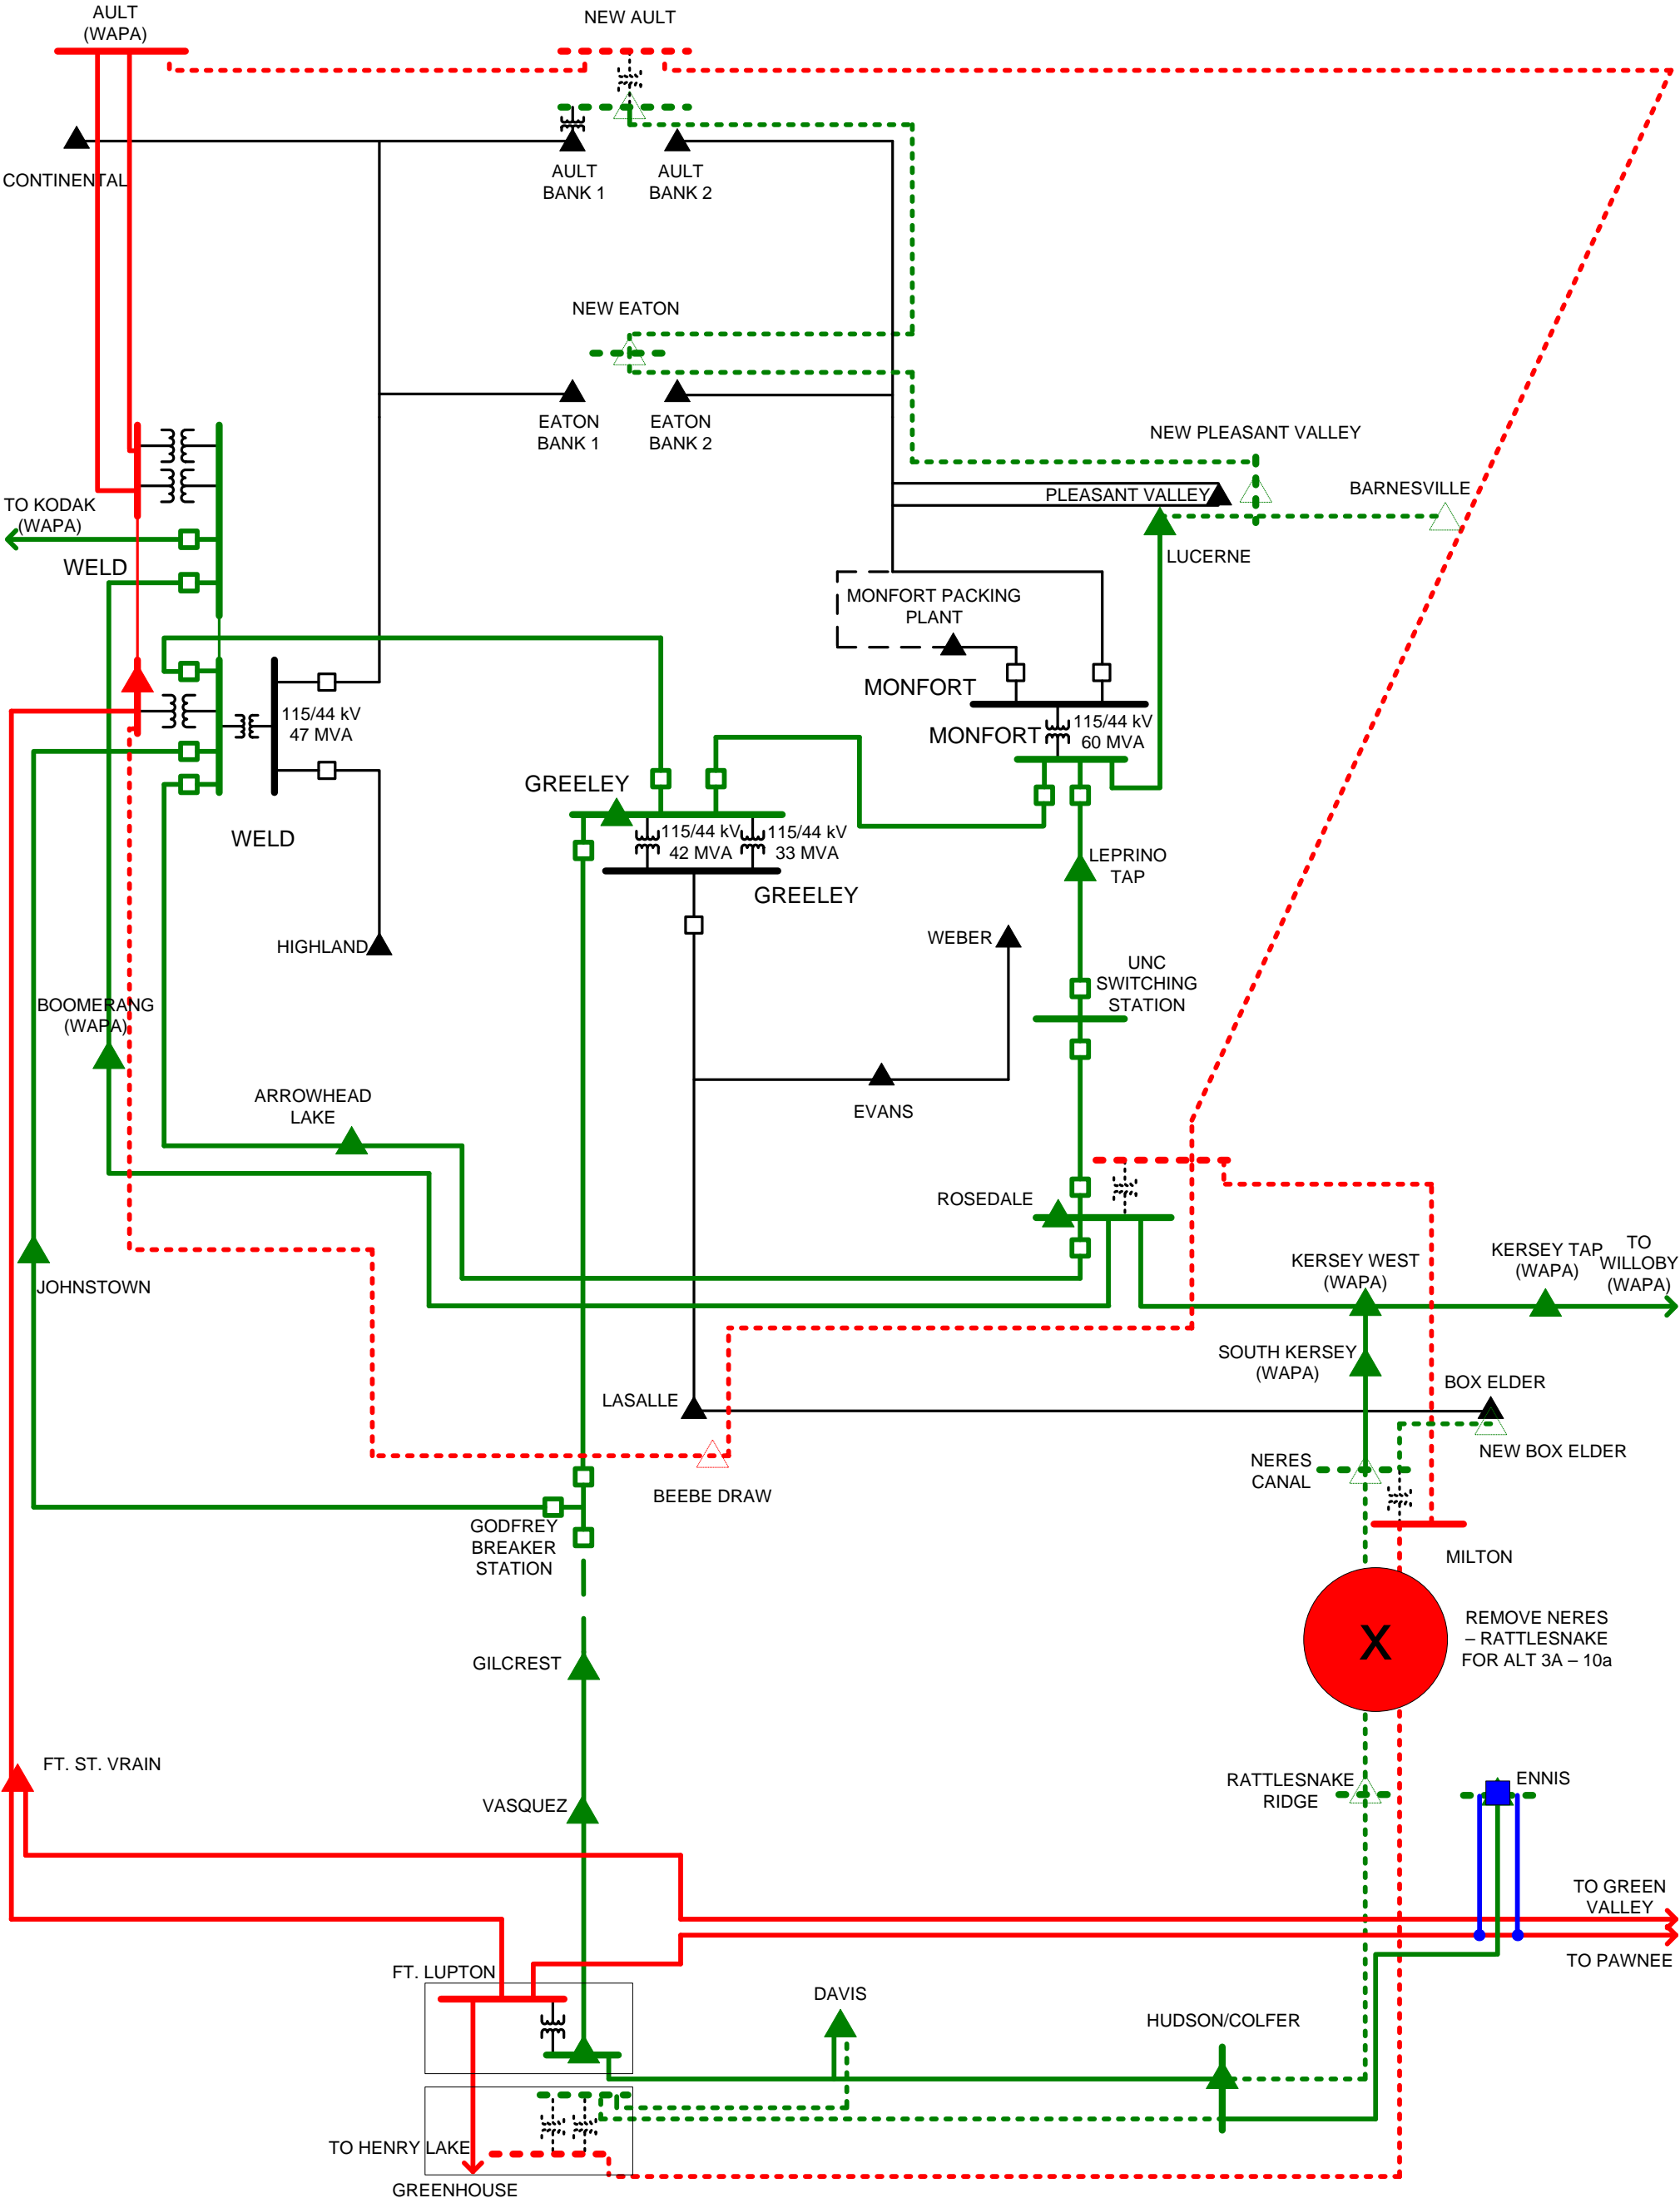 AULT
(WAPA)
NEW AULT
CONTINENTAL
AULT
BANK 1
AULT
BANK 2
NEW EATON
EATON
BANK 1
EATON
BANK 2
NEW PLEASANT VALLEY
PLEASANT VALLEY
BARNESVILLE
TO KODAK
(WAPA)
WELD
LUCERNE
MONFORT PACKING
PLANT
MONFORT
115/44 kV
47 MVA
MONFORT
115/44 kV
60 MVA
GREELEY
WELD
115/44 kV
42 MVA
115/44 kV
33 MVA
GREELEY
LEPRINO
TAP
HIGHLAND
WEBER
UNC
SWITCHING
STATION
BOOMERANG
(WAPA)
ARROWHEAD
LAKE
EVANS
ROSEDALE
JOHNSTOWN
KERSEY WEST
(WAPA)
KERSEY TAP
(WAPA)
TO
WILLOBY
(WAPA)
SOUTH KERSEY
(WAPA)
LASALLE
BOX ELDER
NEW BOX ELDER
NERES
CANAL
BEEBE DRAW
GODFREY
BREAKER
STATION
MILTON
X
REMOVE NERES
– RATTLESNAKE
FOR ALT 3A – 10a
GILCREST
FT. ST. VRAIN
VASQUEZ
RATTLESNAKE
RIDGE
ENNIS
TO GREEN
VALLEY
TO PAWNEE
FT. LUPTON
DAVIS
HUDSON/COLFER
TO HENRY LAKE
GREENHOUSE